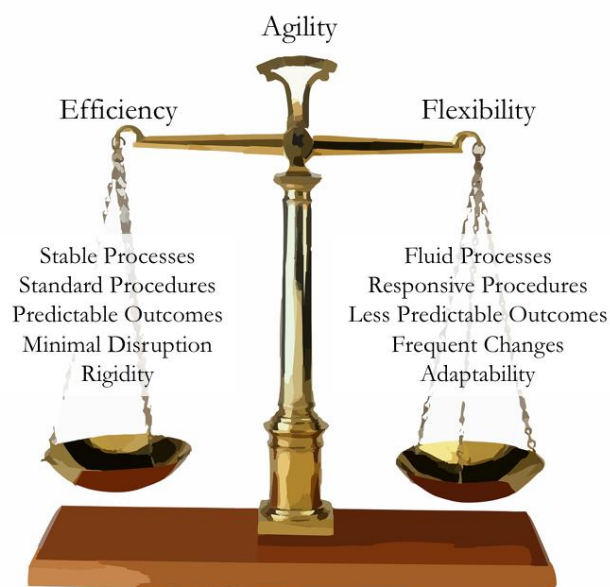 Agility
Efficiency
Flexibility
Stable Processes
Standard Procedures
Predictable Outcomes
Minimal Disruption
Rigidity
Fluid Processes
Responsive Procedures
Less Predictable Outcomes
Frequent Changes
Adaptability